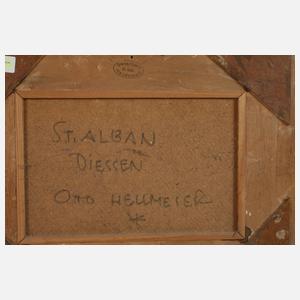 ST. ALBAN
DIESSEN
OTTO HELLMEIER